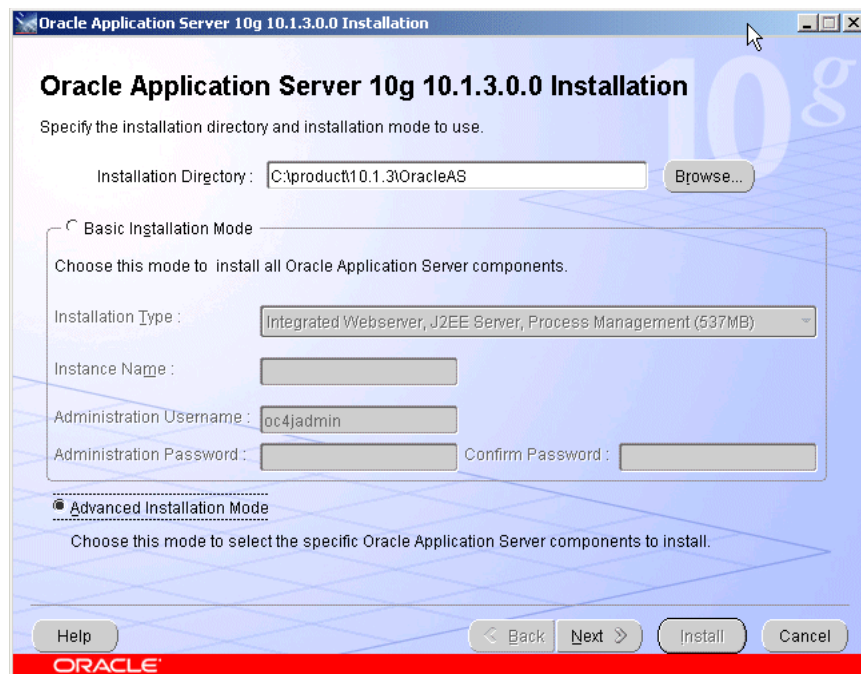 Oracle Application Server 10g 10.1.3.0.0 Installation
10g
Oracle Application Server 10g 10.1.3.0.0 Installation
Specify the installation directory and installation mode to use.
Installation Directory : C:\product\10.1.3\OracleAS Browse...
Basic Installation Mode
Choose this mode to install all Oracle Application Server components.
Installation Type : Integrated Webserver, J2EE Server, Process Management (537MB)
Instance Name :
Administration Username : oc4jadmin
Administration Password : Confirm Password :
Advanced Installation Mode
Choose this mode to select the specific Oracle Application Server components to install.
Help Back Next Install Cancel
ORACLE